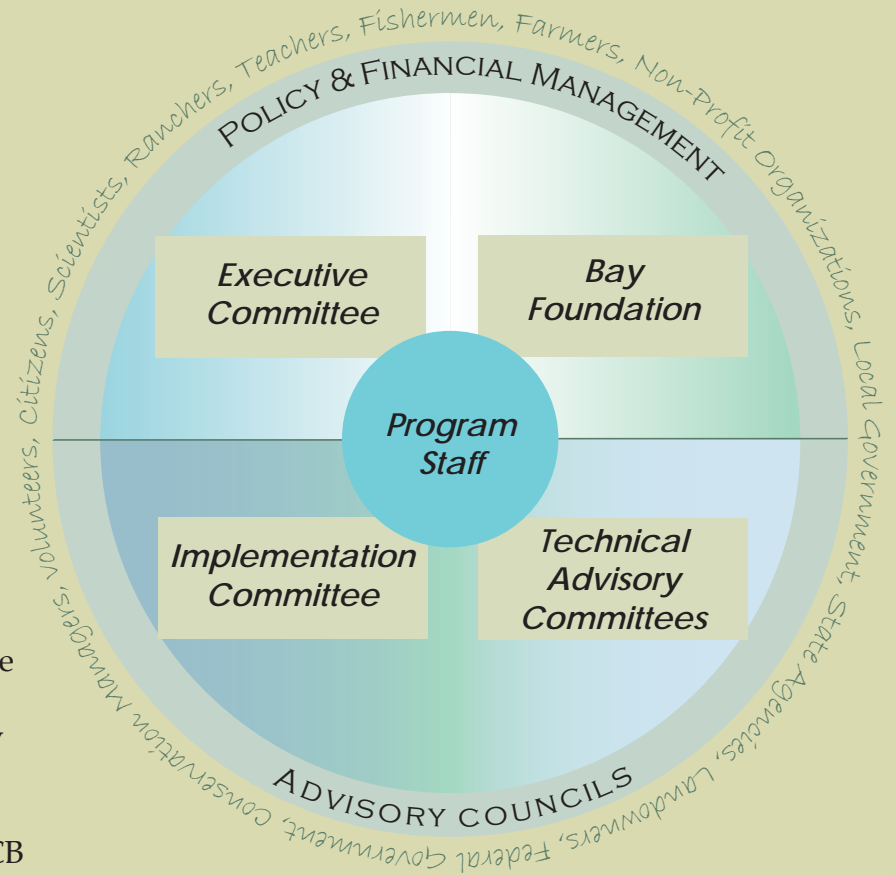 Volunteers, Citizens, Scientists, Ranchers, Teachers, Fishermen, Farmers, Non-Profit Organizations, Local Government, State Agencies, Landowners, Federal Government, Conservation Managers,
POLICY & FINANCIAL MANAGEMENT
Executive
Committee
Bay
Foundation
Program
Staff
Implementation
Committee
Technical
Advisory
Committees
ADVISORY COUNCILS
e
CB